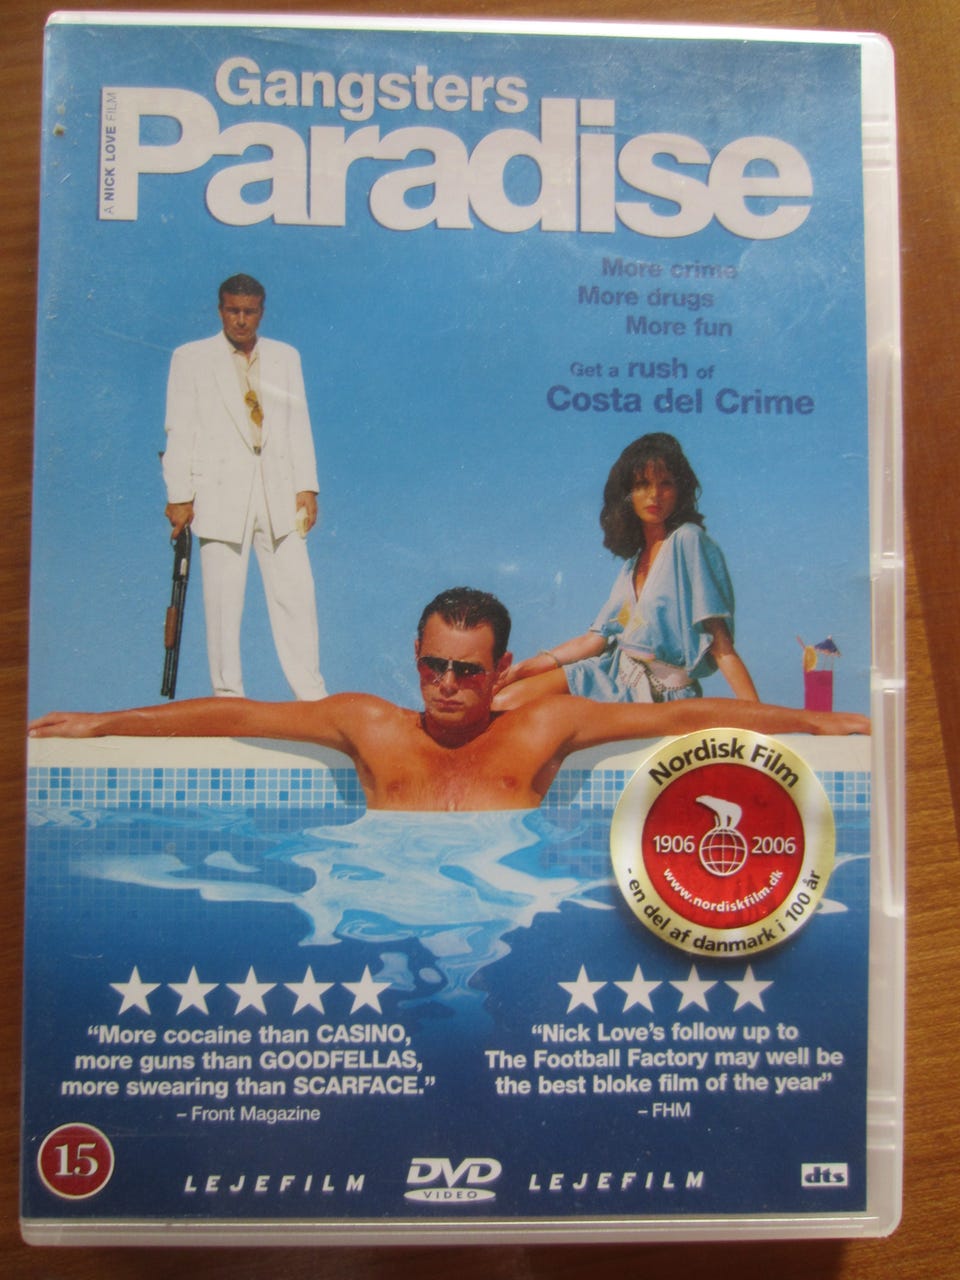 Gangsters
Paradise
A NICK LOVE FILM
More crime
More drugs
More fun
Get a rush of
Costa del Crime
Nordisk Film
1906 2006
www.nordiskfilm.dk
- en del af danmark i 100 år
“More cocaine than CASINO,
more guns than GOODFELLAS,
more swearing than SCARFACE.”
– Front Magazine
“Nick Love’s follow up to
The Football Factory may well be
the best bloke film of the year”
– FHM
15
LEJEFILM
DVD
VIDEO
LEJEFILM
dts